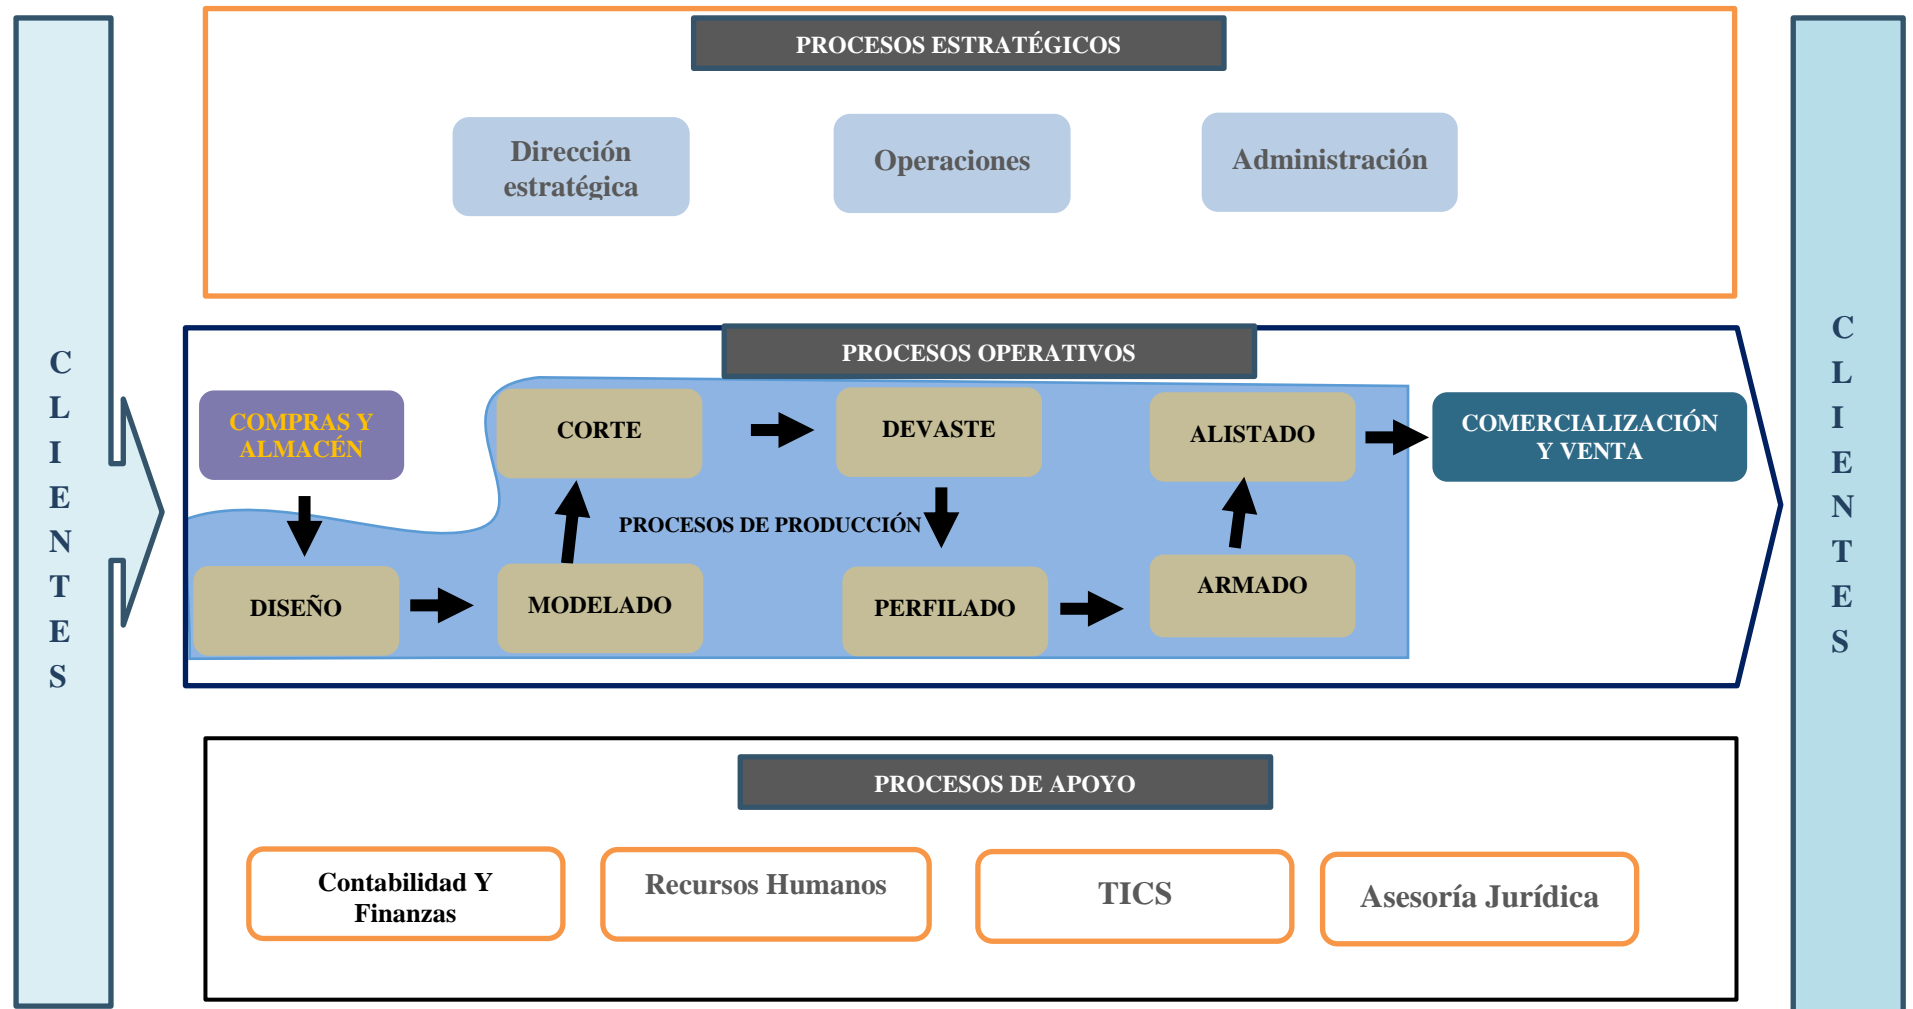 C
L
I
E
N
T
E
S
PROCESOS ESTRATÉGICOS
Dirección
estratégica
Operaciones
Administración
PROCESOS OPERATIVOS
COMPRAS Y
ALMACÉN
CORTE
DEVASTE
ALISTADO
COMERCIALIZACIÓN
Y VENTA
PROCESOS DE PRODUCCIÓN
DISEÑO
MODELADO
PERFILADO
ARMADO
PROCESOS DE APOYO
Contabilidad Y
Finanzas
Recursos Humanos
TICS
Asesoría Jurídica
C
L
I
E
N
T
E
S